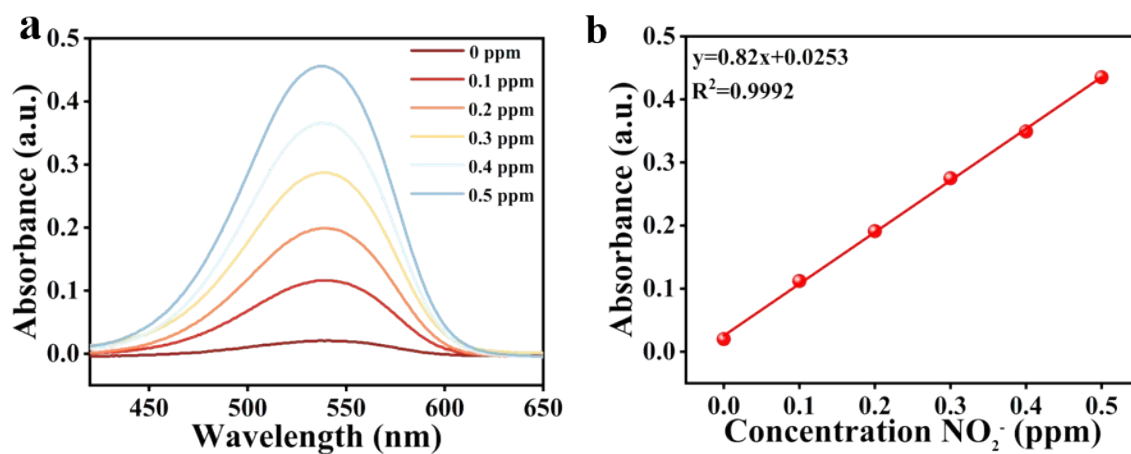 a
0.5
0.4
0.3
0.2
0.1
0.0
Absorbance (a.u.)
450 500 550 600 650
Wavelength (nm)
0 ppm
0.1 ppm
0.2 ppm
0.3 ppm
0.4 ppm
0.5 ppm
b
y=0.82x+0.0253
R²=0.9992
0.5
0.4
0.3
0.2
0.1
0.0
Absorbance (a.u.)
0.0 0.1 0.2 0.3 0.4 0.5
Concentration NO₂⁻ (ppm)